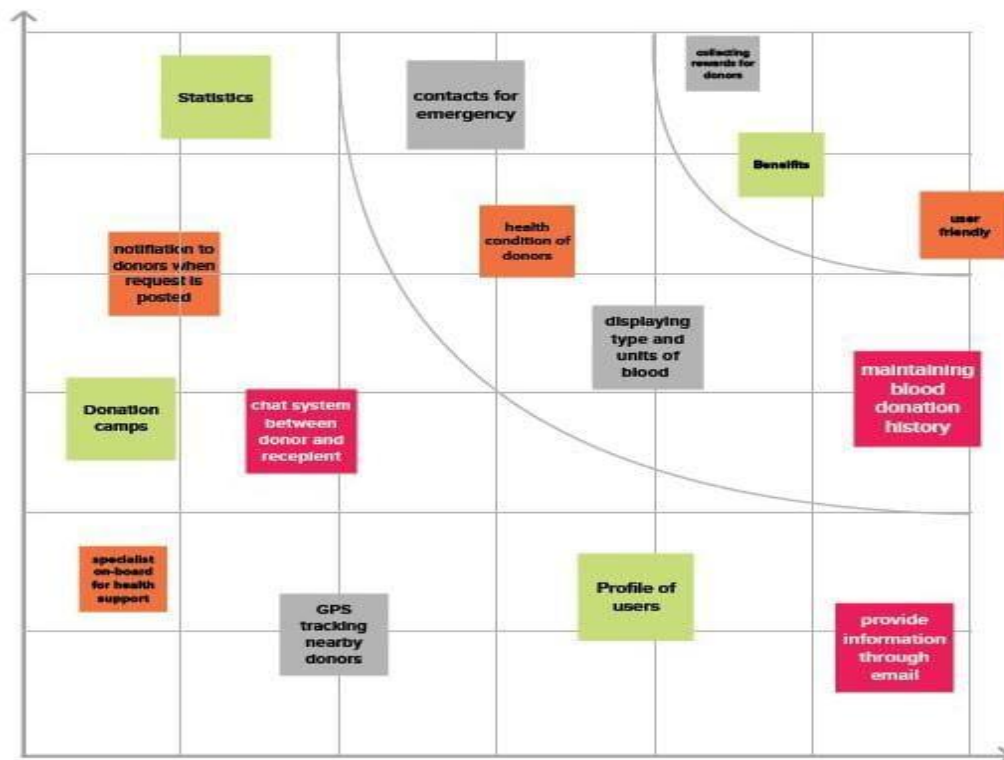 Statistics
contacts for
emergency
collecting
rewards for
donors
Beneifits
user
friendly
notifiation to
donors when
request is
posted
health
condition of
donors
displaying
type and
units of
blood
maintaining
blood
donation
history
Donation
camps
chat system
between
donor and
recepient
specialist
on-board
for health
support
GPS
tracking
nearby
donors
Profile of
users
provide
information
through
email